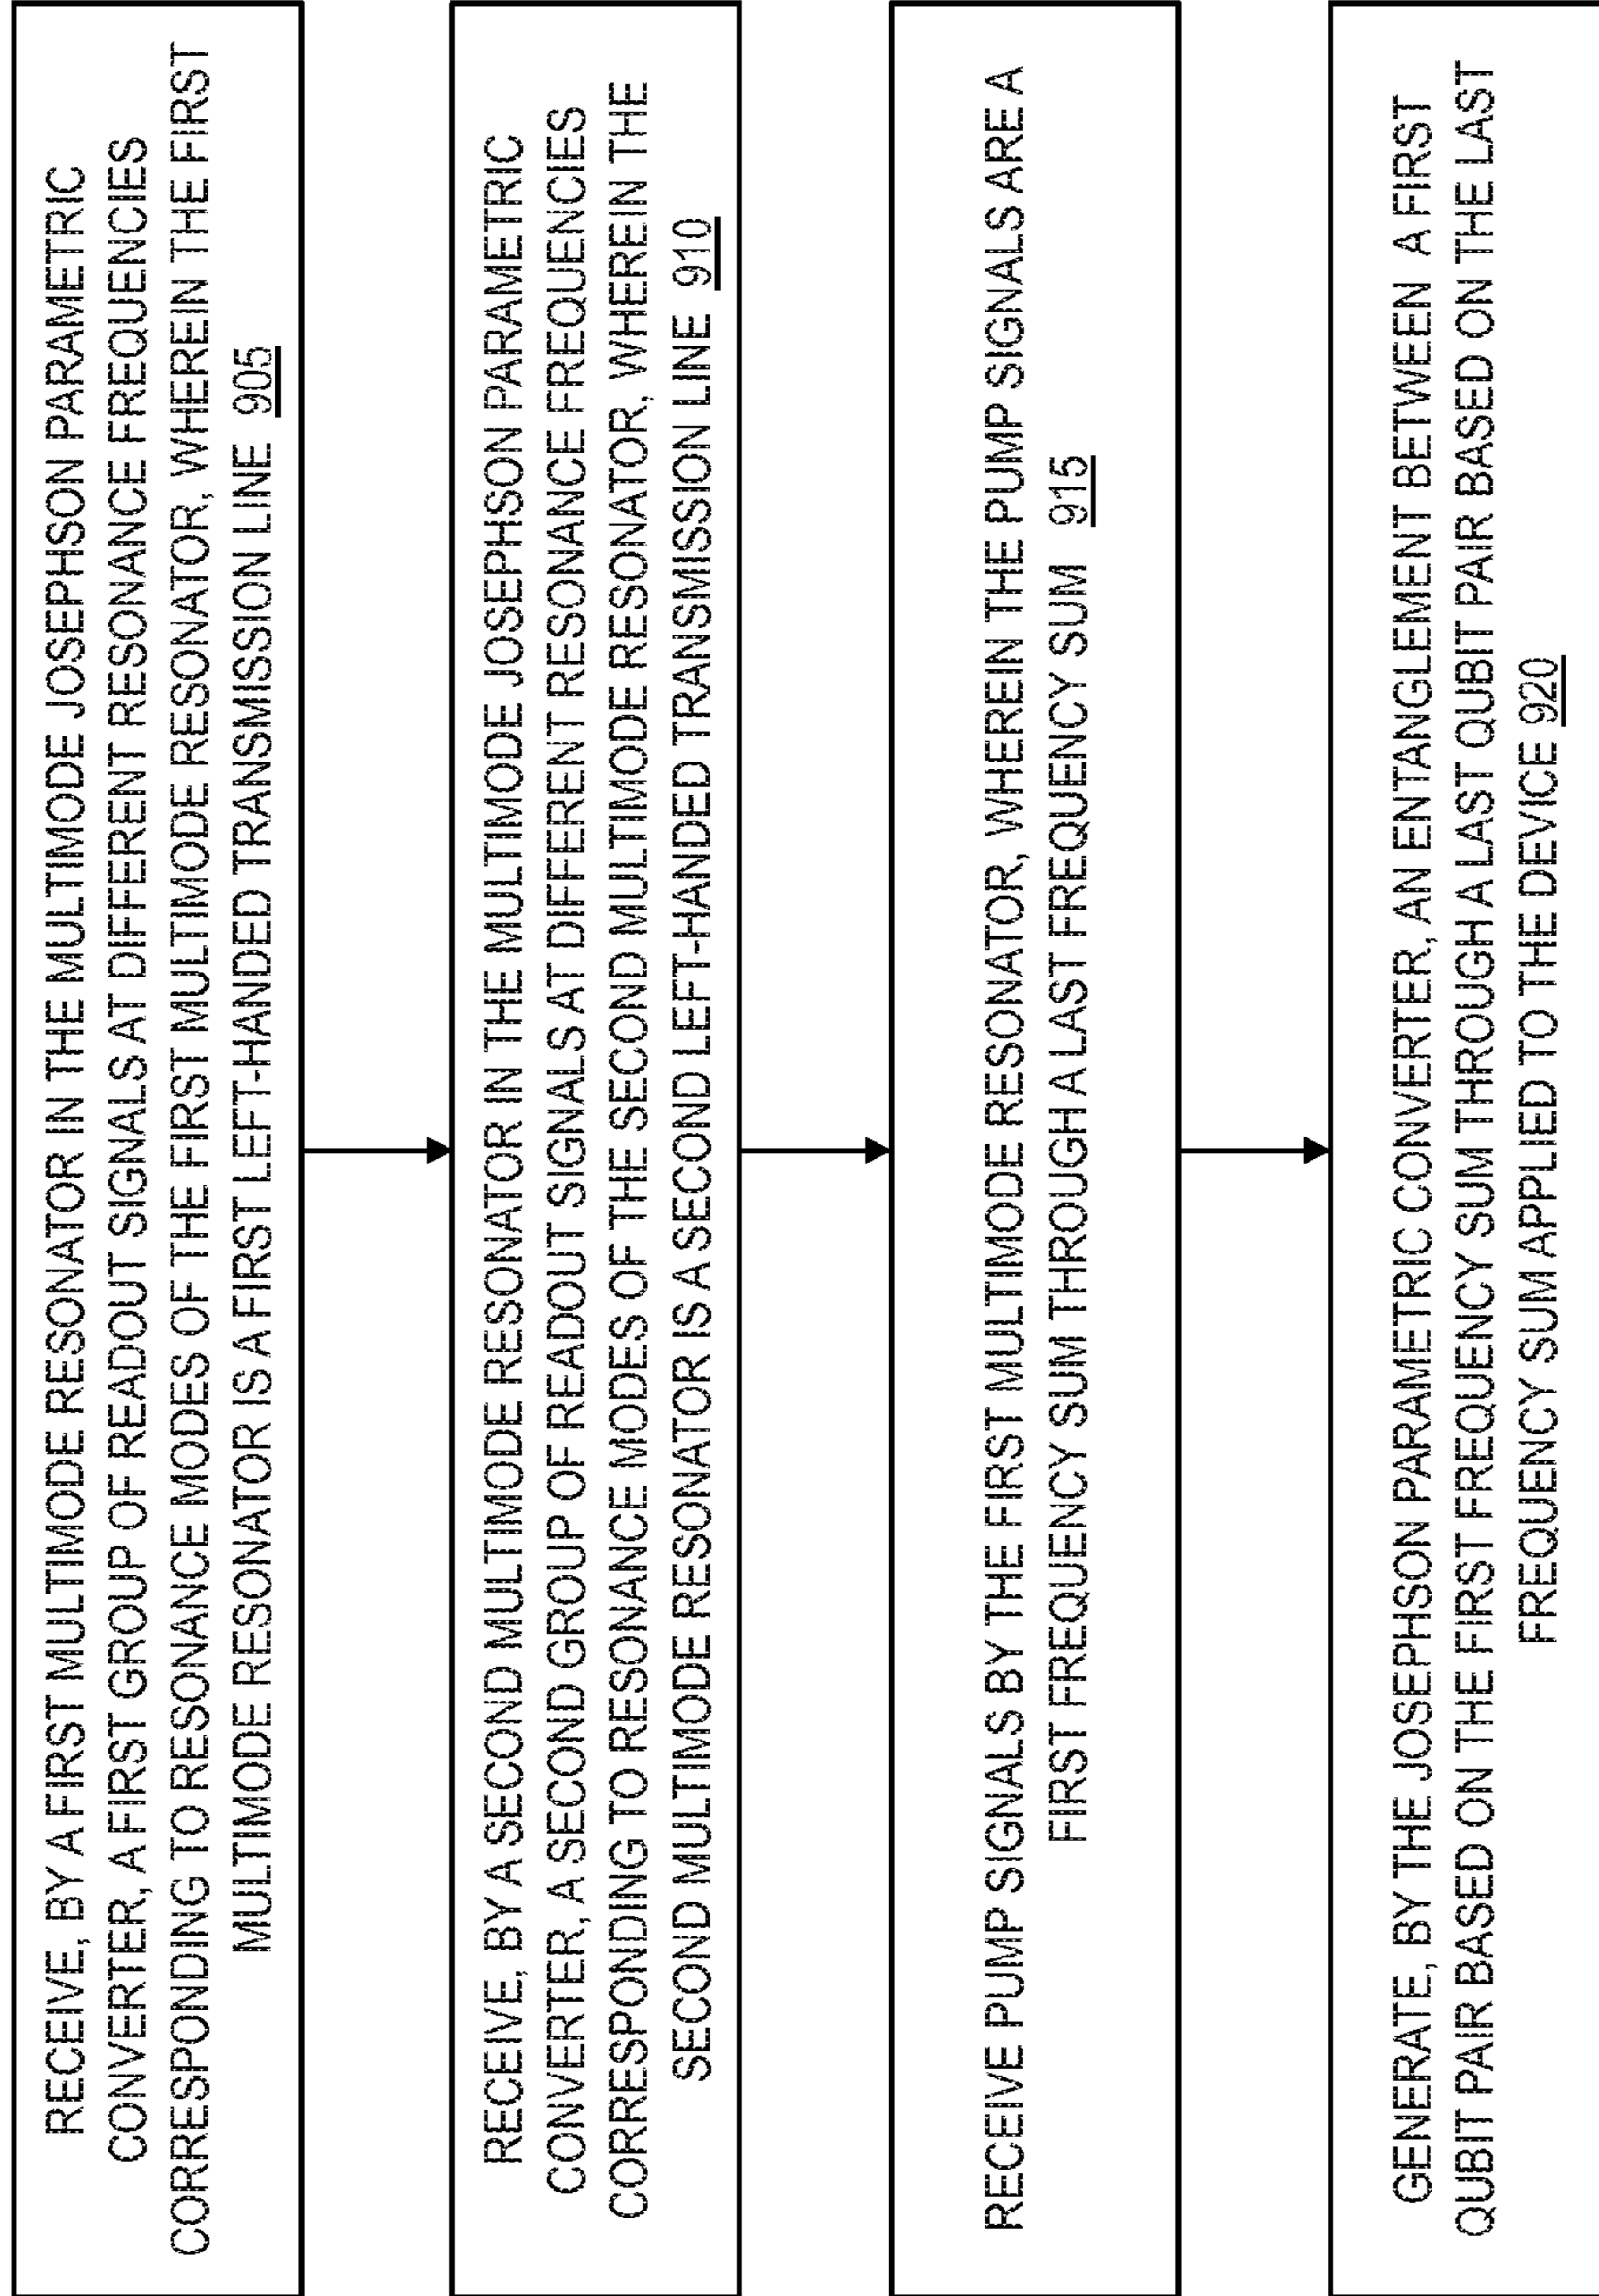 RECEIVE, BY A FIRST MULTIMODE RESONATOR IN THE MULTIMODE JOSEPHSON PARAMETRIC
CONVERTER, A FIRST GROUP OF READOUT SIGNALS AT DIFFERENT RESONANCE FREQUENCIES
CORRESPONDING TO RESONANCE MODES OF THE FIRST MULTIMODE RESONATOR, WHEREIN THE FIRST
MULTIMODE RESONATOR IS A FIRST LEFT-HANDED TRANSMISSION LINE 905
RECEIVE, BY A SECOND MULTIMODE RESONATOR IN THE MULTIMODE JOSEPHSON PARAMETRIC
CONVERTER, A SECOND GROUP OF READOUT SIGNALS AT DIFFERENT RESONANCE FREQUENCIES
CORRESPONDING TO RESONANCE MODES OF THE SECOND MULTIMODE RESONATOR, WHEREIN THE
SECOND MULTIMODE RESONATOR IS A SECOND LEFT-HANDED TRANSMISSION LINE 910
RECEIVE PUMP SIGNALS BY THE FIRST MULTIMODE RESONATOR, WHEREIN THE PUMP SIGNALS ARE A
FIRST FREQUENCY SUM THROUGH A LAST FREQUENCY SUM 915
GENERATE, BY THE JOSEPHSON PARAMETRIC CONVERTER, AN ENTANGLEMENT BETWEEN A FIRST
QUBIT PAIR BASED ON THE FIRST FREQUENCY SUM THROUGH A LAST QUBIT PAIR BASED ON THE LAST
FREQUENCY SUM APPLIED TO THE DEVICE 920